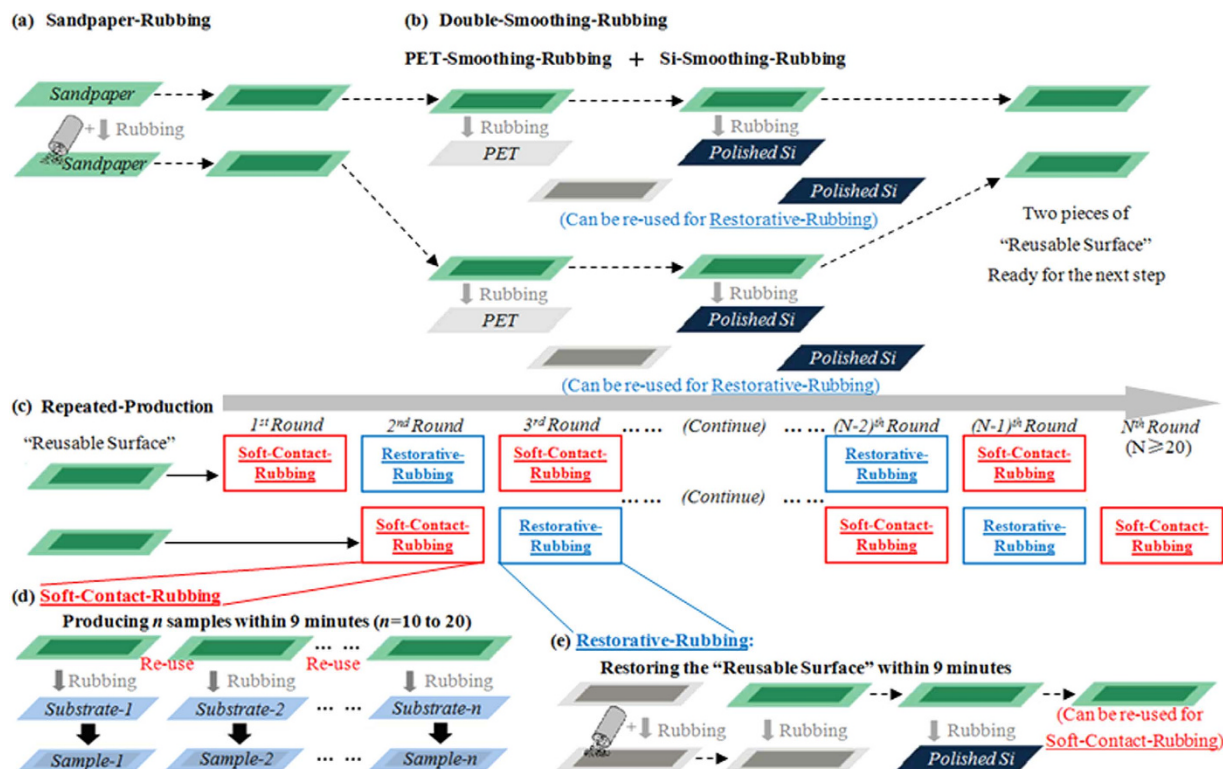 (a) Sandpaper-Rubbing
(b) Double-Smoothing-Rubbing
PET-Smoothing-Rubbing + Si-Smoothing-Rubbing
Sandpaper
+ Rubbing
Sandpaper
Rubbing
PET
Rubbing
Polished Si
Polished Si
(Can be re-used for Restorative-Rubbing)
Rubbing
PET
Rubbing
Polished Si
Polished Si
(Can be re-used for Restorative-Rubbing)
Two pieces of
“Reusable Surface”
Ready for the next step
(c) Repeated-Production
“Reusable Surface”
1st Round
2nd Round
3rd Round
... ... (Continue) ... ...
(N-2)th Round
(N-1)th Round
Nth Round
(N≥20)
Soft-Contact-
Rubbing
Restorative-
Rubbing
Soft-Contact-
Rubbing
Restorative-
Rubbing
Soft-Contact-
Rubbing
... ... (Continue) ... ...
Soft-Contact-
Rubbing
Restorative-
Rubbing
Soft-Contact-
Rubbing
Restorative-
Rubbing
Soft-Contact-
Rubbing
(d) Soft-Contact-Rubbing
Producing n samples within 9 minutes (n=10 to 20)
Re-use
... ...
Re-use
Rubbing
Rubbing
Rubbing
Substrate-1
Substrate-2
... ...
Substrate-n
Sample-1
Sample-2
... ...
Sample-n
(e) Restorative-Rubbing:
Restoring the “Reusable Surface” within 9 minutes
+ Rubbing
Rubbing
Rubbing
Polished Si
(Can be re-used for
Soft-Contact-Rubbing)